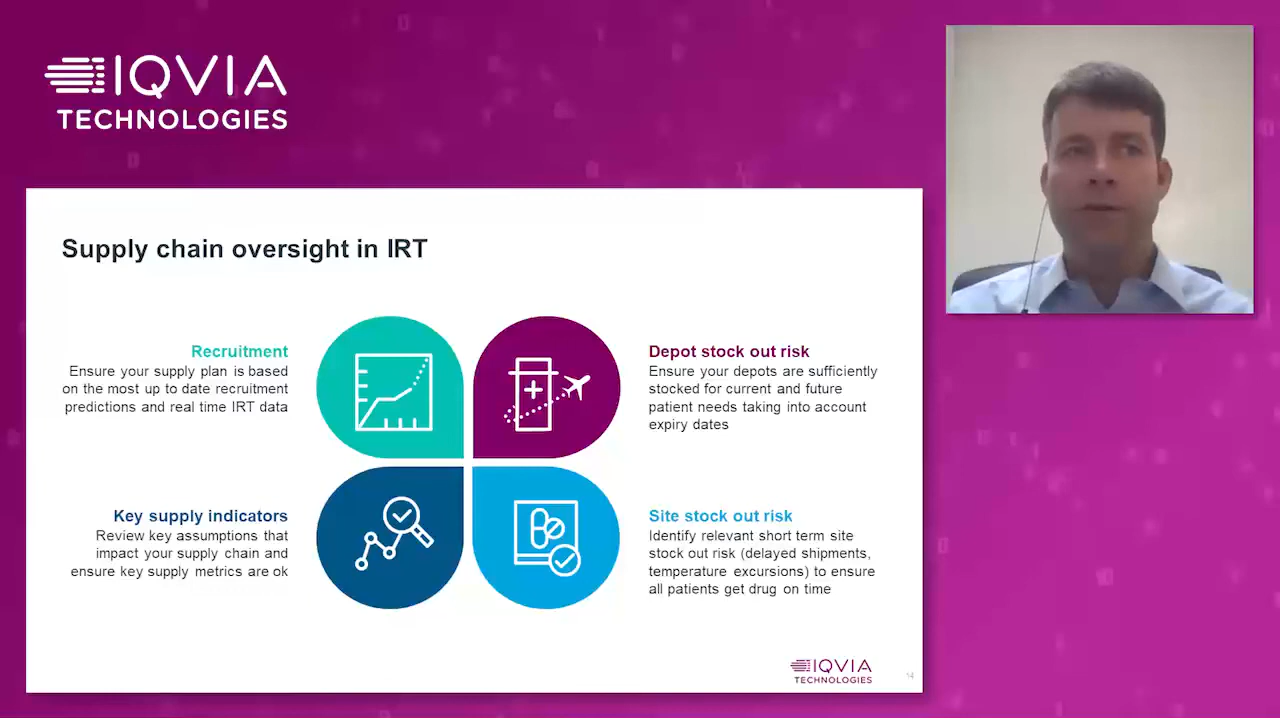 IQVIA
TECHNOLOGIES
Supply chain oversight in IRT
Recruitment
Ensure your supply plan is based
on the most up to date recruitment
predictions and real time IRT data
Depot stock out risk
Ensure your depots are sufficiently
stocked for current and future
patient needs taking into account
expiry dates
Key supply indicators
Review key assumptions that
impact your supply chain and
ensure key supply metrics are ok
Site stock out risk
Identify relevant short term site
stock out risk (delayed shipments,
temperature excursions) to ensure
all patients get drug on time
IQVIA
TECHNOLOGIES
14